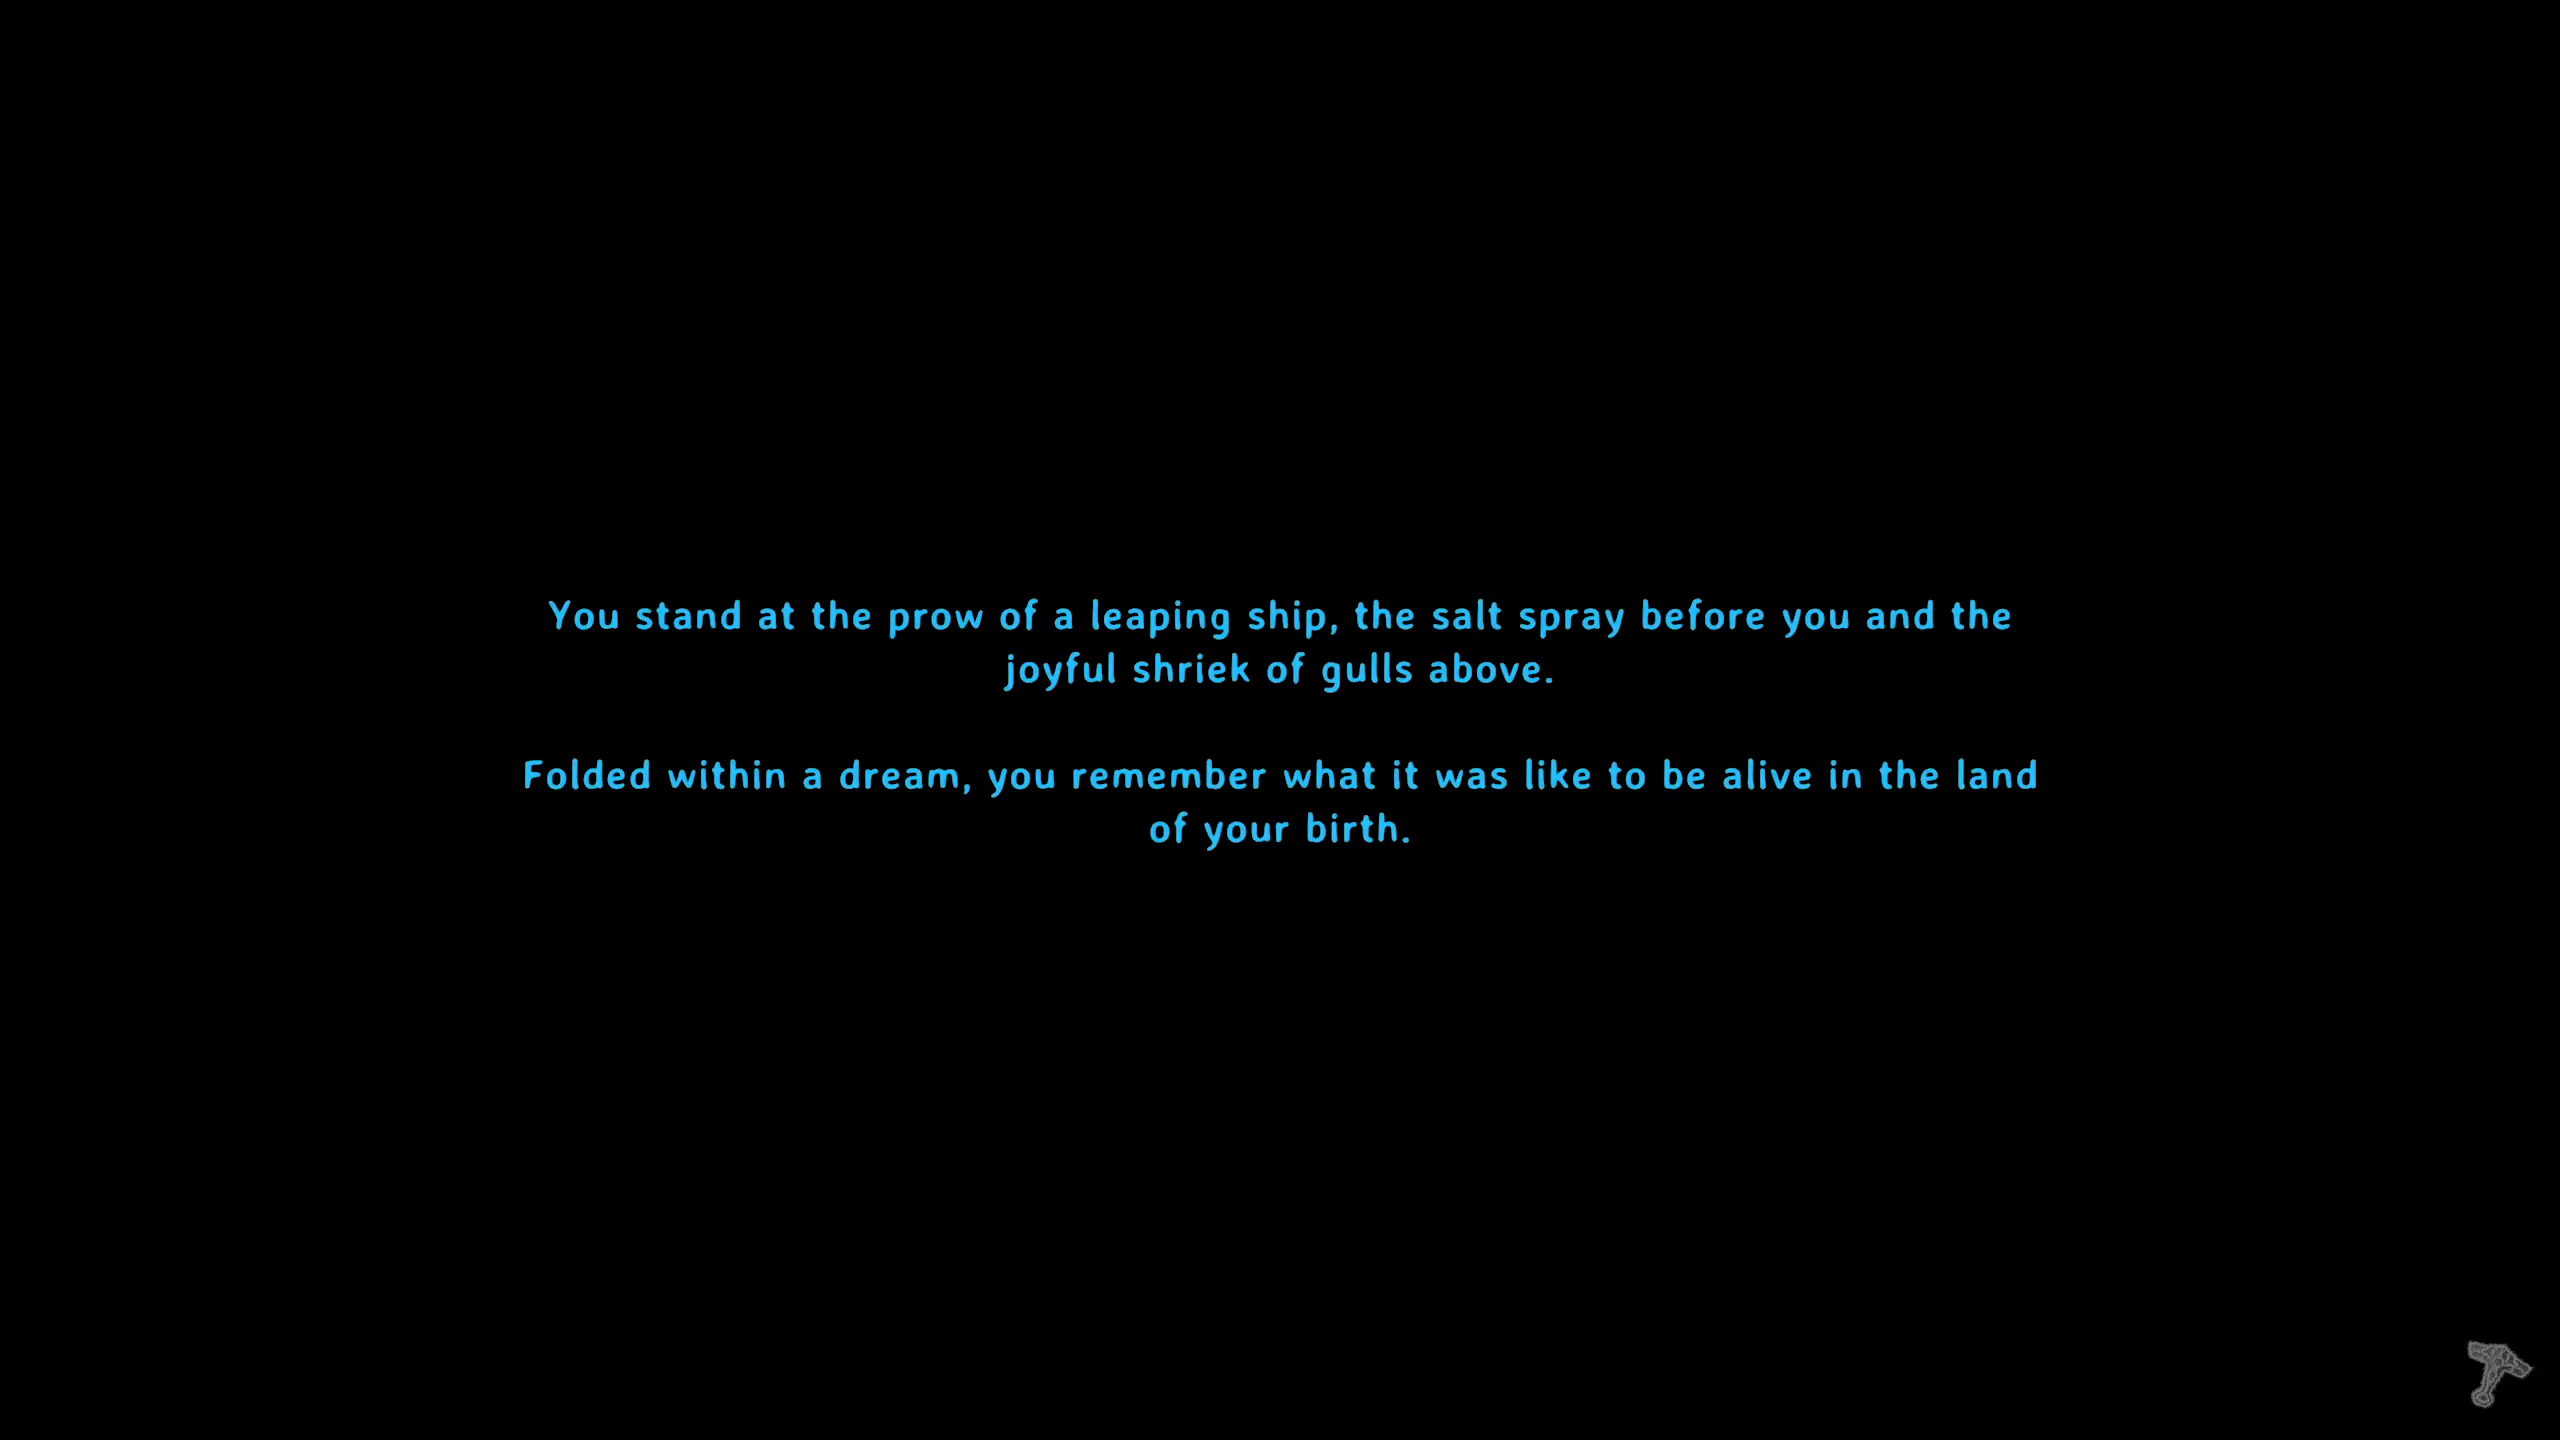 You stand at the prow of a leaping ship, the salt spray before you and the
joyful shriek of gulls above.
Folded within a dream, you remember what it was like to be alive in the land
of your birth.